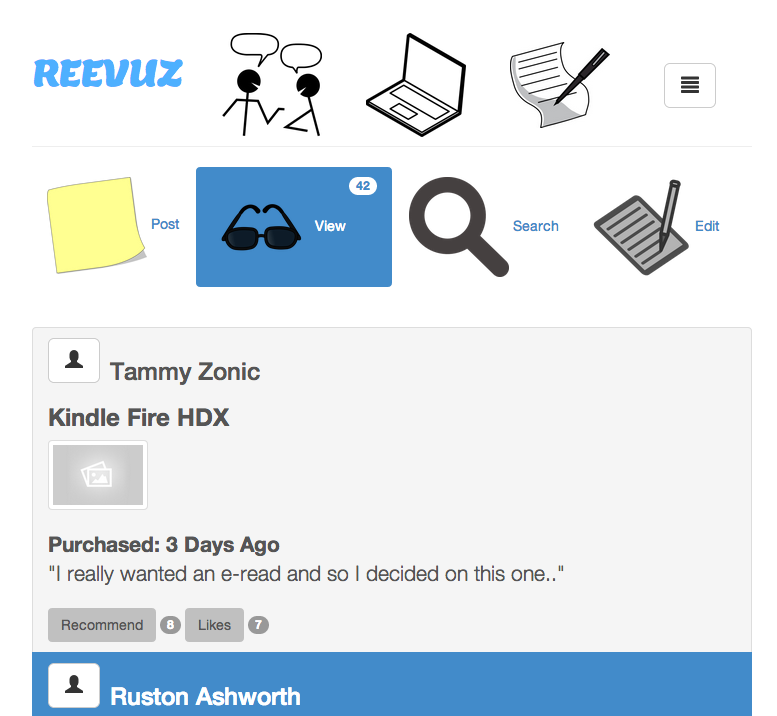 REEVUZ
Post
42
View
Search
Edit
Tammy Zonic
Kindle Fire HDX
Purchased: 3 Days Ago
"I really wanted an e-read and so I decided on this one.."
Recommend 8 Likes 7
Ruston Ashworth